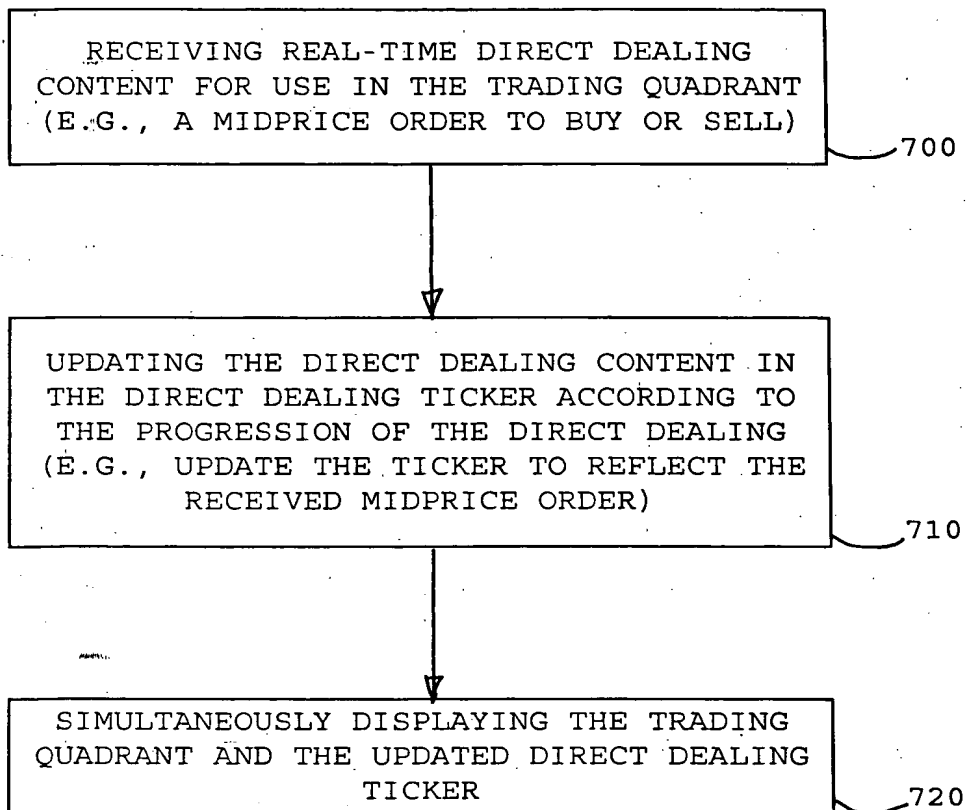 RECEIVING REAL-TIME DIRECT DEALING
CONTENT FOR USE IN THE TRADING QUADRANT
(E.G., A MIDPRICE ORDER TO BUY OR SELL)
700
UPDATING THE DIRECT DEALING CONTENT IN
THE DIRECT DEALING TICKER ACCORDING TO
THE PROGRESSION OF THE DIRECT DEALING
(E.G., UPDATE THE TICKER TO REFLECT THE
RECEIVED MIDPRICE ORDER)
710
SIMULTANEOUSLY DISPLAYING THE TRADING
QUADRANT AND THE UPDATED DIRECT DEALING
TICKER
720